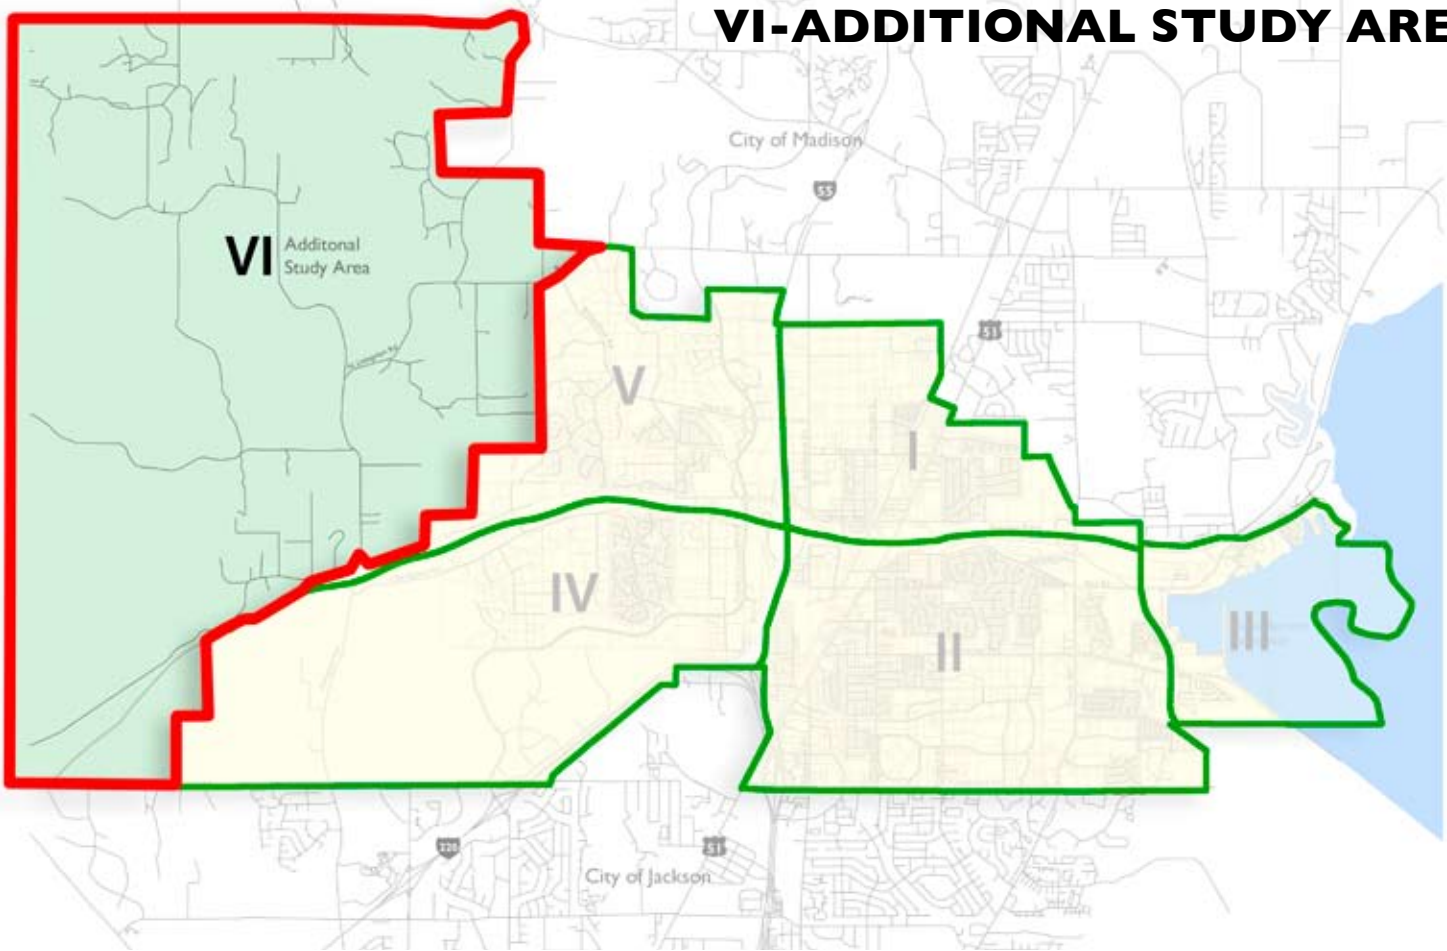 VI-ADDITIONAL STUDY ARE
City of Madison
55
VI
Additonal
Study Area
51
V
I
IV
II
III
220
51
City of Jackson